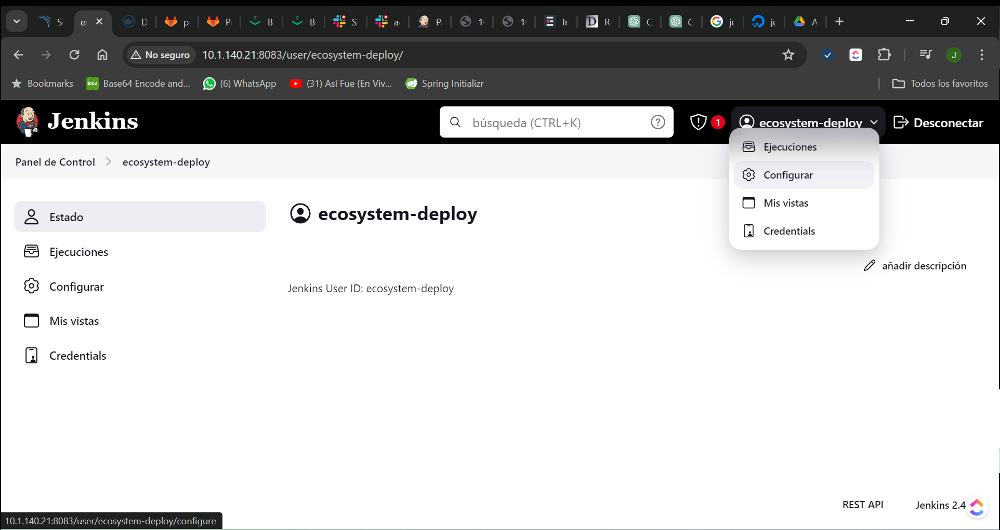 S
e
D
p
P
B
B
S
a
P
1
1
Ir
R
C
C
je
je
A
No seguro
10.1.140.21:8083/user/ecosystem-deploy/
J
Bookmarks
B64
Base64 Encode and...
(6) WhatsApp
(31) Así Fue (En Viv...
Spring Initializr
Todos los favoritos
Jenkins
búsqueda (CTRL+K)
1
ecosystem-deploy
Desconectar
Panel de Control
ecosystem-deploy
Ejecuciones
Configurar
Mis vistas
Credentials
Estado
Ejecuciones
Configurar
Mis vistas
Credentials
ecosystem-deploy
añadir descripción
Jenkins User ID: ecosystem-deploy
REST API
Jenkins 2.4
10.1.140.21:8083/user/ecosystem-deploy/configure